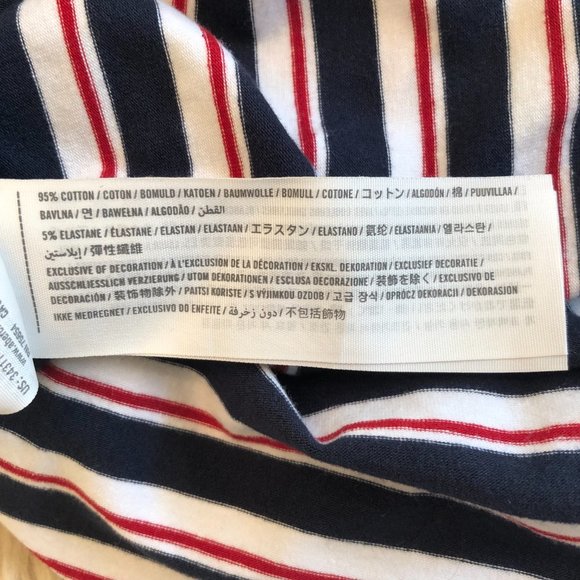 95% COTTON / COTON / BOMULD / KATOEN / BAUMWOLLE / BOMULL / COTONE / コットン / ALGODÓN / 棉 / PUUVILLAA /
BAVLNA / 면 / BAWEŁNA / ALGODÃO / القطن
5% ELASTANE / ÉLASTANE / ELASTAN / ELASTAAN / エラスタン / ELASTANO /氨纶 / ELASTAANIA / 엘라스탄 /
إيلاستين / 彈性纖維
EXCLUSIVE OF DECORATION / À L'EXCLUSION DE LA DÉCORATION / EKSKL. DEKORATION / EXCLUSIEF DECORATIE /
AUSSCHLIESSLICH VERZIERUNG / UTOM DEKORATIONEN / ESCLUSA DECORAZIONE / 装飾を除く / EXCLUSIVO DE
DECORACIÓN / 装饰物除外 / PAITSI KORISTE / S VÝJIMKOU OZDOB / 고급 장식 / OPRÓCZ DEKORACJI / DEKORASION
IKKE MEDREGNET / EXCLUSIVO DO ENFEITE / دون زخرفة / 不包括飾物